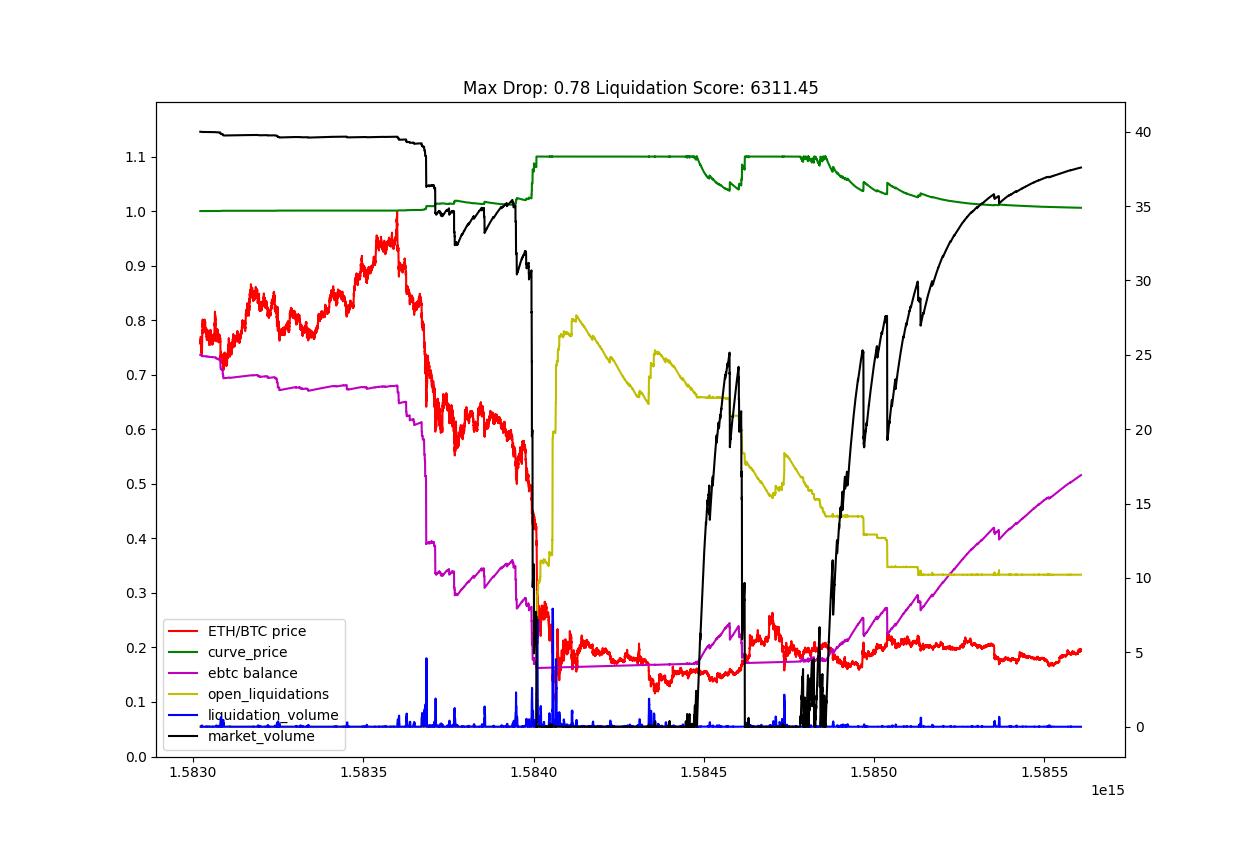 Max Drop: 0.78 Liquidation Score: 6311.45
1.1
1.0
0.9
0.8
0.7
0.6
0.5
0.4
0.3
0.2
0.1
0.0
40
35
30
25
20
15
10
5
0
ETH/BTC price
curve_price
ebtc balance
open_liquidations
liquidation_volume
market_volume
1.5830 1.5835 1.5840 1.5845 1.5850 1.5855
1e15